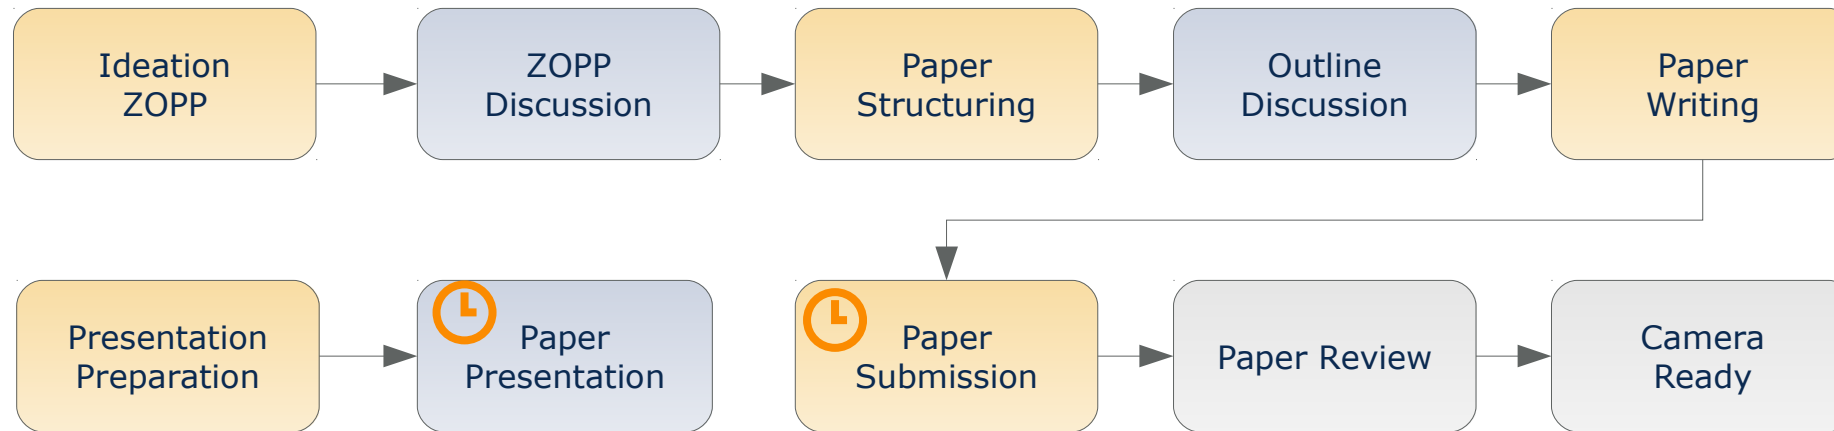 Ideation
ZOPP
ZOPP
Discussion
Paper
Structuring
Outline
Discussion
Paper
Writing
Presentation
Preparation
Paper
Presentation
Paper
Submission
Paper Review
Camera
Ready